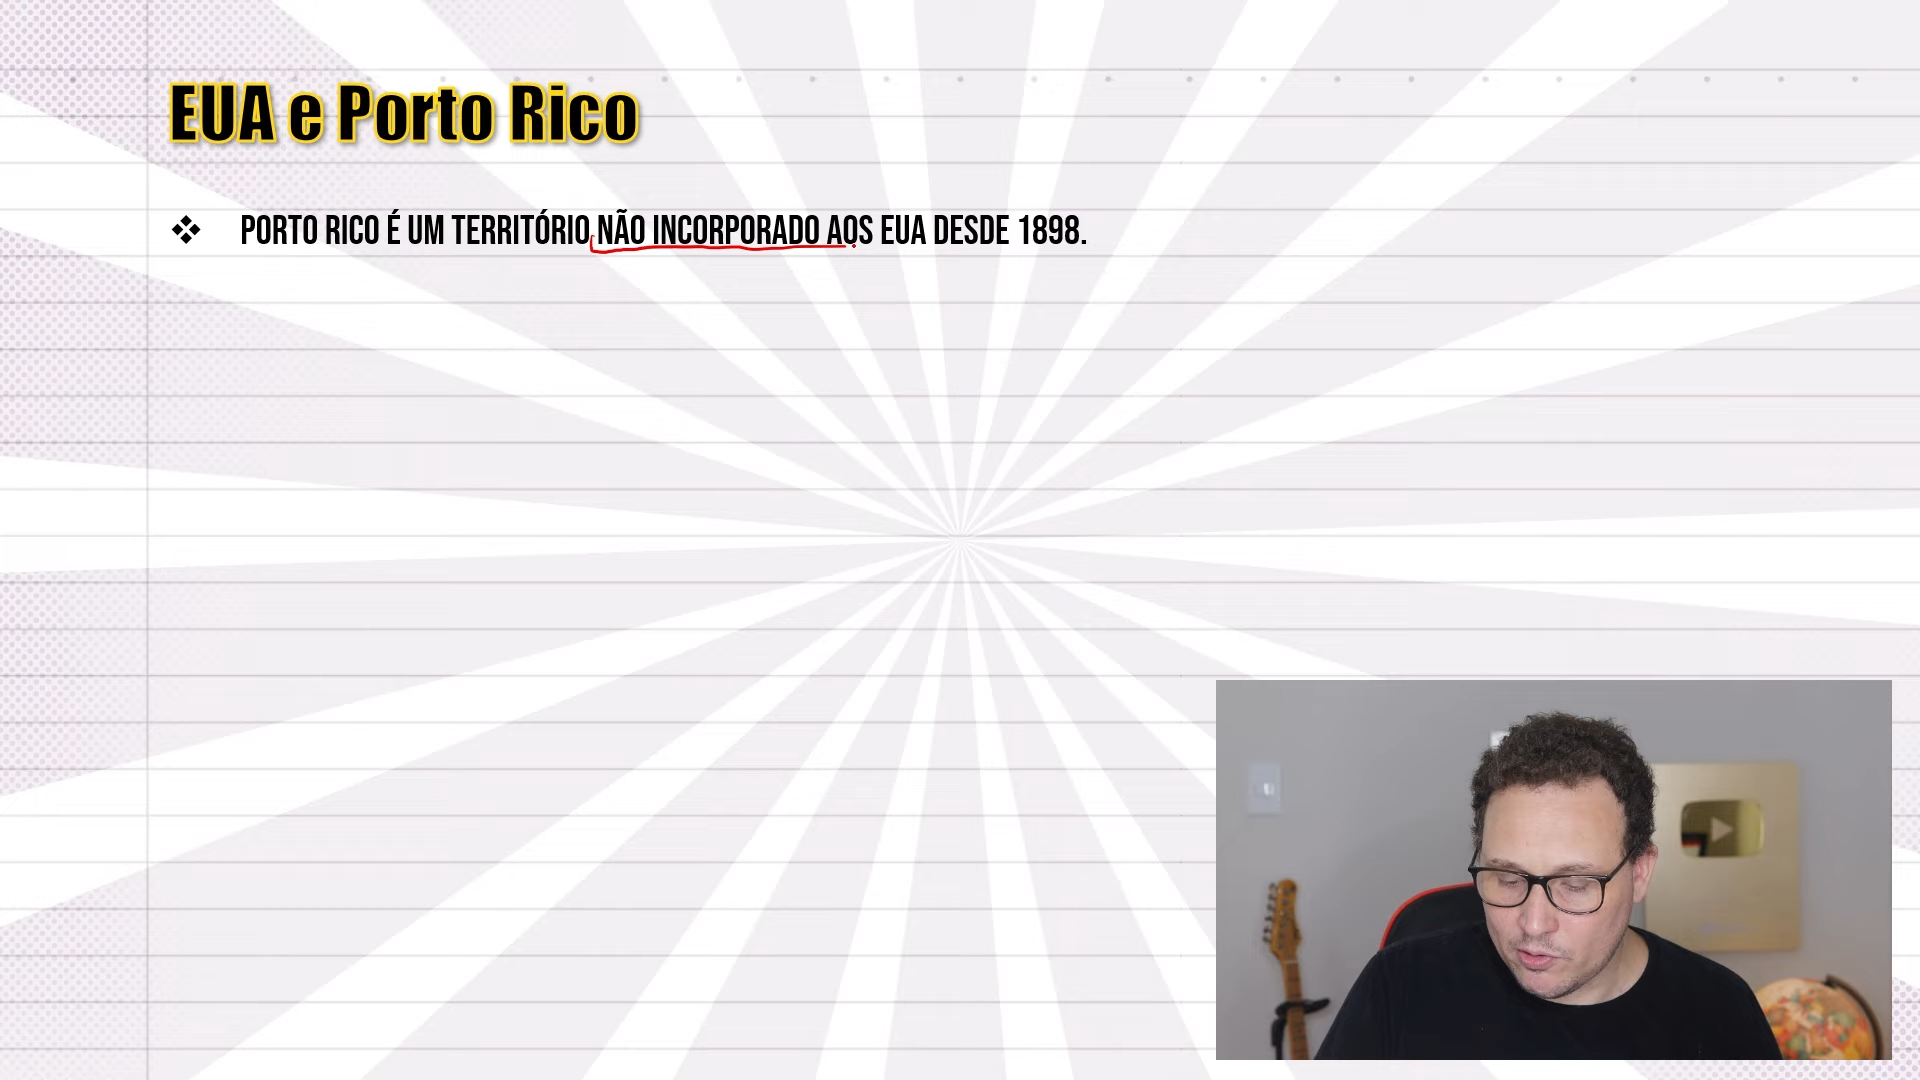 EUA e Porto Rico
PORTO RICO É UM TERRITÓRIO NÃO INCORPORADO AOS EUA DESDE 1898.